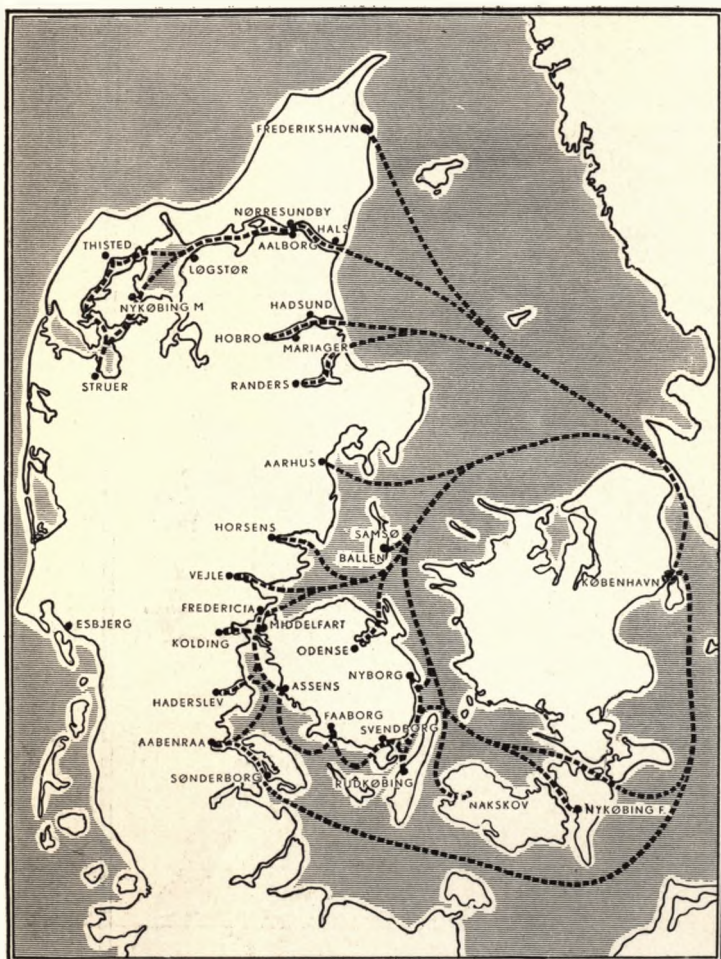 FREDERIKSHAVN
NØRRESUNDBY
HALS
AALBORG
THISTED
LØGSTØR
NYKØBING M
HADSUND
HOBRO
MARIAGER
STRUER
RANDERS
AARHUS
HORSENS
SAMSØ
BALLEN
VEJLE
KØBENHAVN
FREDERICIA
ESBJERG
MIDDELFART
KOLDING
ODENSE
NYBORG
ASSENS
HADERSLEV
FAABORG
SVENDBORG
AABENRAA
SØNDERBORG
RUDKØBING
NAKSKOV
NYKØBING F.